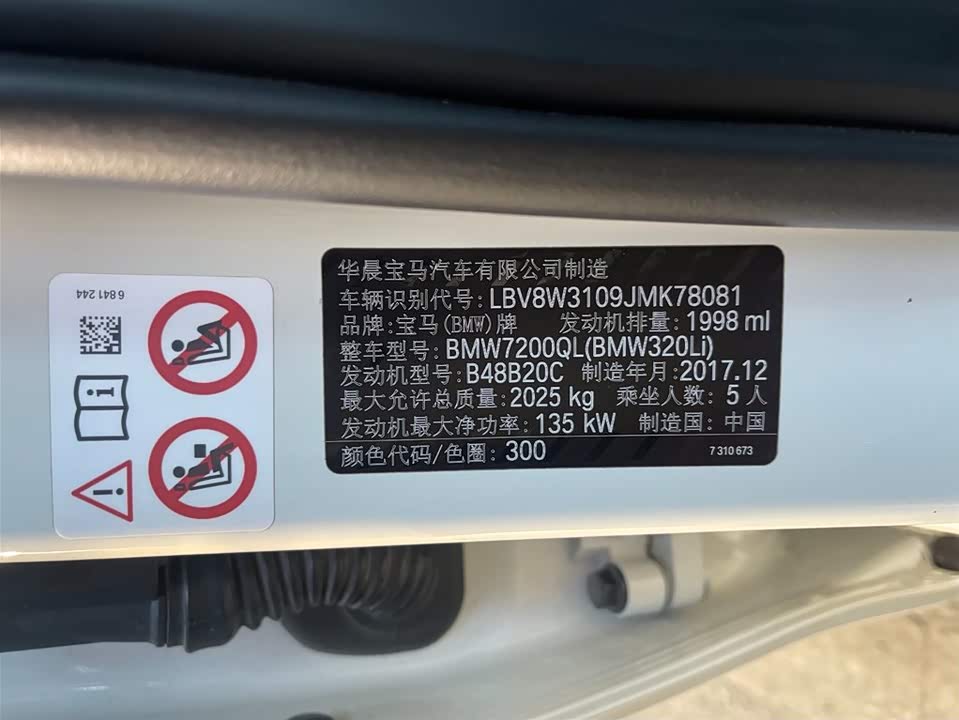 华晨宝马汽车有限公司制造
车辆识别代号: LBV8W3109JMK78081
品牌: 宝马(BMW)牌 发动机排量: 1998 ml
整车型号: BMW7200QL(BMW320Li)
发动机型号: B48B20C 制造年月: 2017.12
最大允许总质量: 2025 kg 乘坐人数: 5 人
发动机最大净功率: 135 kW 制造国: 中国
颜色代码/色圈: 300 7 310 673
6 841 244